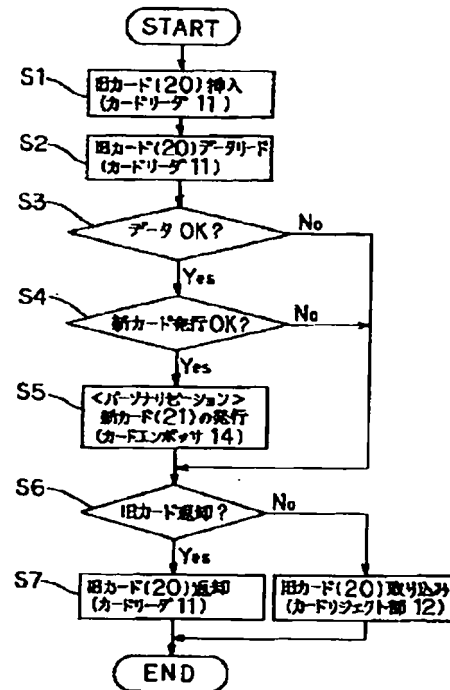 START
S1
旧カード(20)挿入
(カードリーダ 11)
S2
旧カード(20)データリード
(カードリーダ 11)
S3
データ OK?
No
Yes
S4
新カード発行OK?
No
Yes
S5
<パーソナリゼーション>
新カード(21)の発行
(カードエンボッサ 14)
S6
旧カード返却?
No
Yes
S7
旧カード(20)返却
(カードリーダ 11)
旧カード(20)取り込み
(カードリジェクト部 12)
END